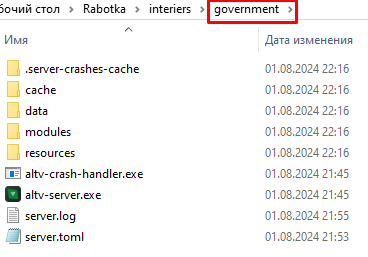 бочий стол > Rabotka > interiers > government >
Имя Дата изменения
.server-crashes-cache 01.08.2024 22:16
cache 01.08.2024 22:16
data 01.08.2024 22:16
modules 01.08.2024 22:16
resources 01.08.2024 22:16
altv-crash-handler.exe 01.08.2024 21:45
altv-server.exe 01.08.2024 21:45
server.log 01.08.2024 21:55
server.toml 01.08.2024 21:53